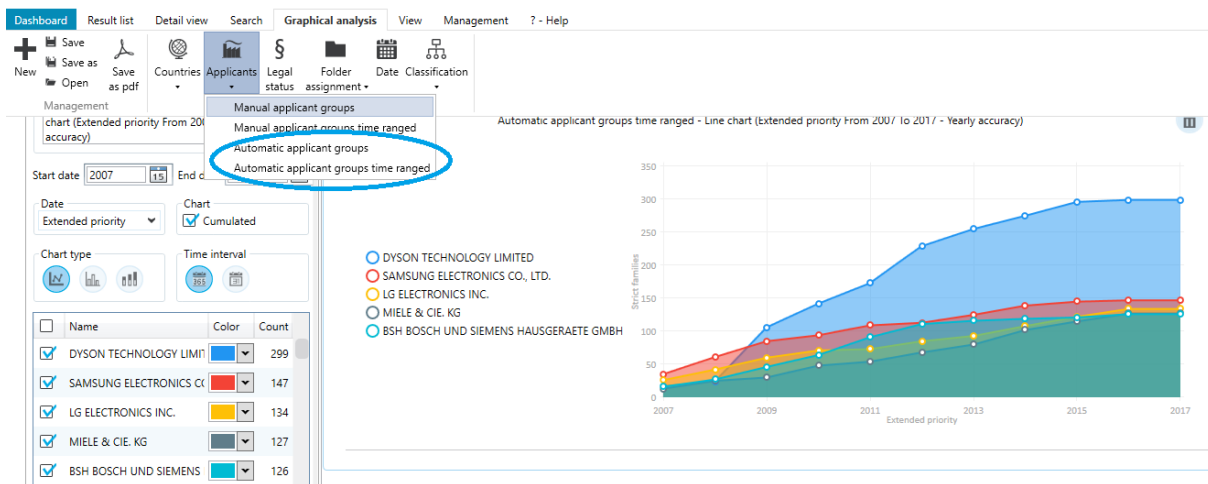 Dashboard Result list Detail view Search Graphical analysis View Management ? - Help
New
Save
Save as
Open
Save
as pdf
Countries
Applicants
§
Legal
status
Folder
assignment
Date
Classification
Management
Manual applicant groups
Manual applicant groups time ranged
Automatic applicant groups
Automatic applicant groups time ranged
chart (Extended priority From 200
accuracy)
Start date 2007 15 End d
Date
Extended priority
Chart
Cumulated
Chart type
Time interval
365 31
Name Color Count
DYSON TECHNOLOGY LIMIT 299
SAMSUNG ELECTRONICS CO 147
LG ELECTRONICS INC. 134
MIELE & CIE. KG 127
BSH BOSCH UND SIEMENS 126
Automatic applicant groups time ranged - Line chart (Extended priority From 2007 To 2017 - Yearly accuracy)
DYSON TECHNOLOGY LIMITED
SAMSUNG ELECTRONICS CO., LTD.
LG ELECTRONICS INC.
MIELE & CIE. KG
BSH BOSCH UND SIEMENS HAUSGERAETE GMBH
Strict families
350
300
250
200
150
100
50
0
2007 2009 2011 2013 2015 2017
Extended priority